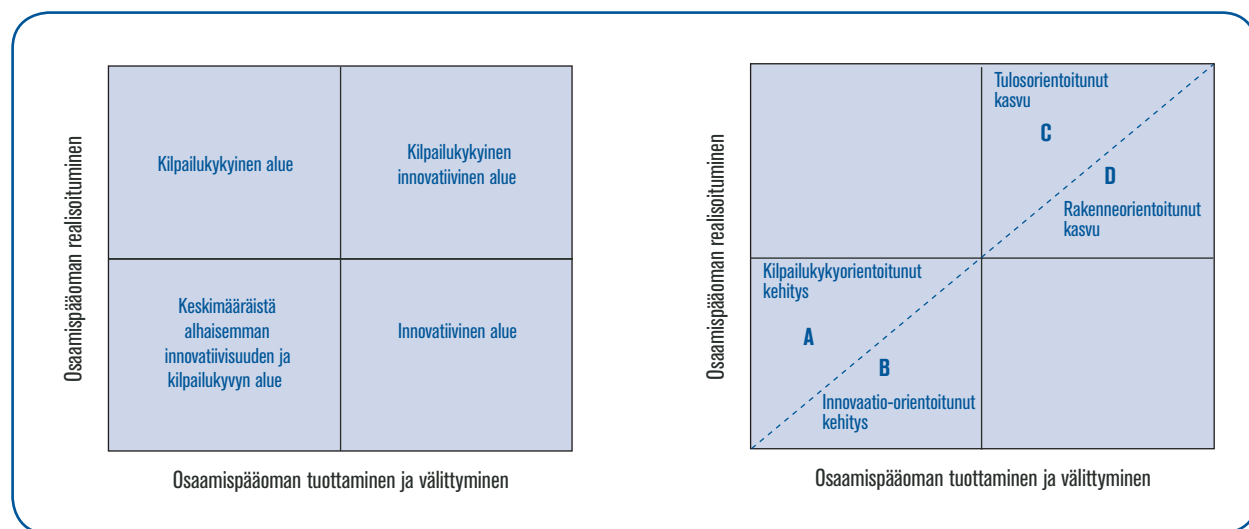 Osaamispääoman realisoituminen
Kilpailukykyinen alue
Kilpailukykyinen
innovatiivinen alue
Keskimääräistä
alhaisemman
innovatiivisuuden ja
kilpailukyvyn alue
Innovatiivinen alue
Osaamispääoman tuottaminen ja välittyminen
Osaamispääoman realisoituminen
Tulosorientoitunut
kasvu
C
D
Rakenneorientoitunut
kasvu
Kilpailukykyorientoitunut
kehitys
A
B
Innovaatio-orientoitunut
kehitys
Osaamispääoman tuottaminen ja välittyminen